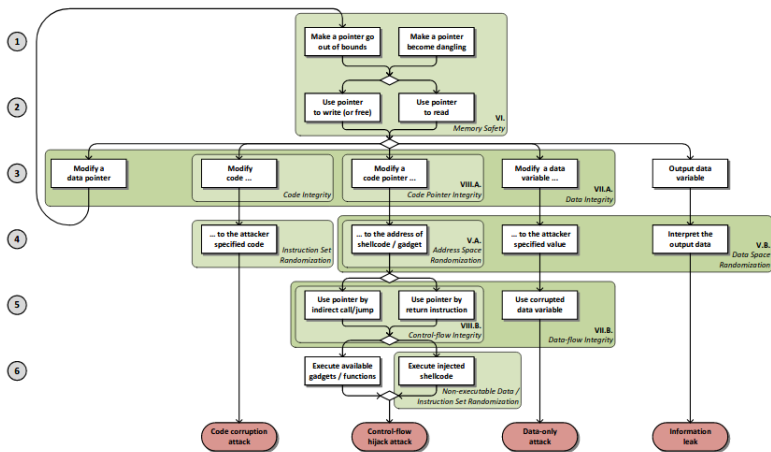 1
Make a pointer go
out of bounds
Make a pointer
become dangling
2
Use pointer
to write (or free)
Use pointer
to read
VI.
Memory Safety
3
Modify a
data pointer
Modify
code ...
Code Integrity
Modify a
code pointer ...
VIII.A.
Code Pointer Integrity
Modify a data
variable ...
VII.A.
Data Integrity
Output data
variable
4
... to the attacker
specified code
Instruction Set
Randomization
... to the address of
shellcode / gadget
V.A.
Address Space
Randomization
... to the attacker
specified value
Interpret the
output data
V.B.
Data Space
Randomization
5
Use pointer by
indirect call/jump
Use pointer by
return instruction
VIII.B.
Control-flow Integrity
Use corrupted
data variable
VII.B.
Data-flow Integrity
6
Execute available
gadgets / functions
Execute injected
shellcode
Non-executable Data /
Instruction Set Randomization
Code corruption
attack
Control-flow
hijack attack
Data-only
attack
Information
leak